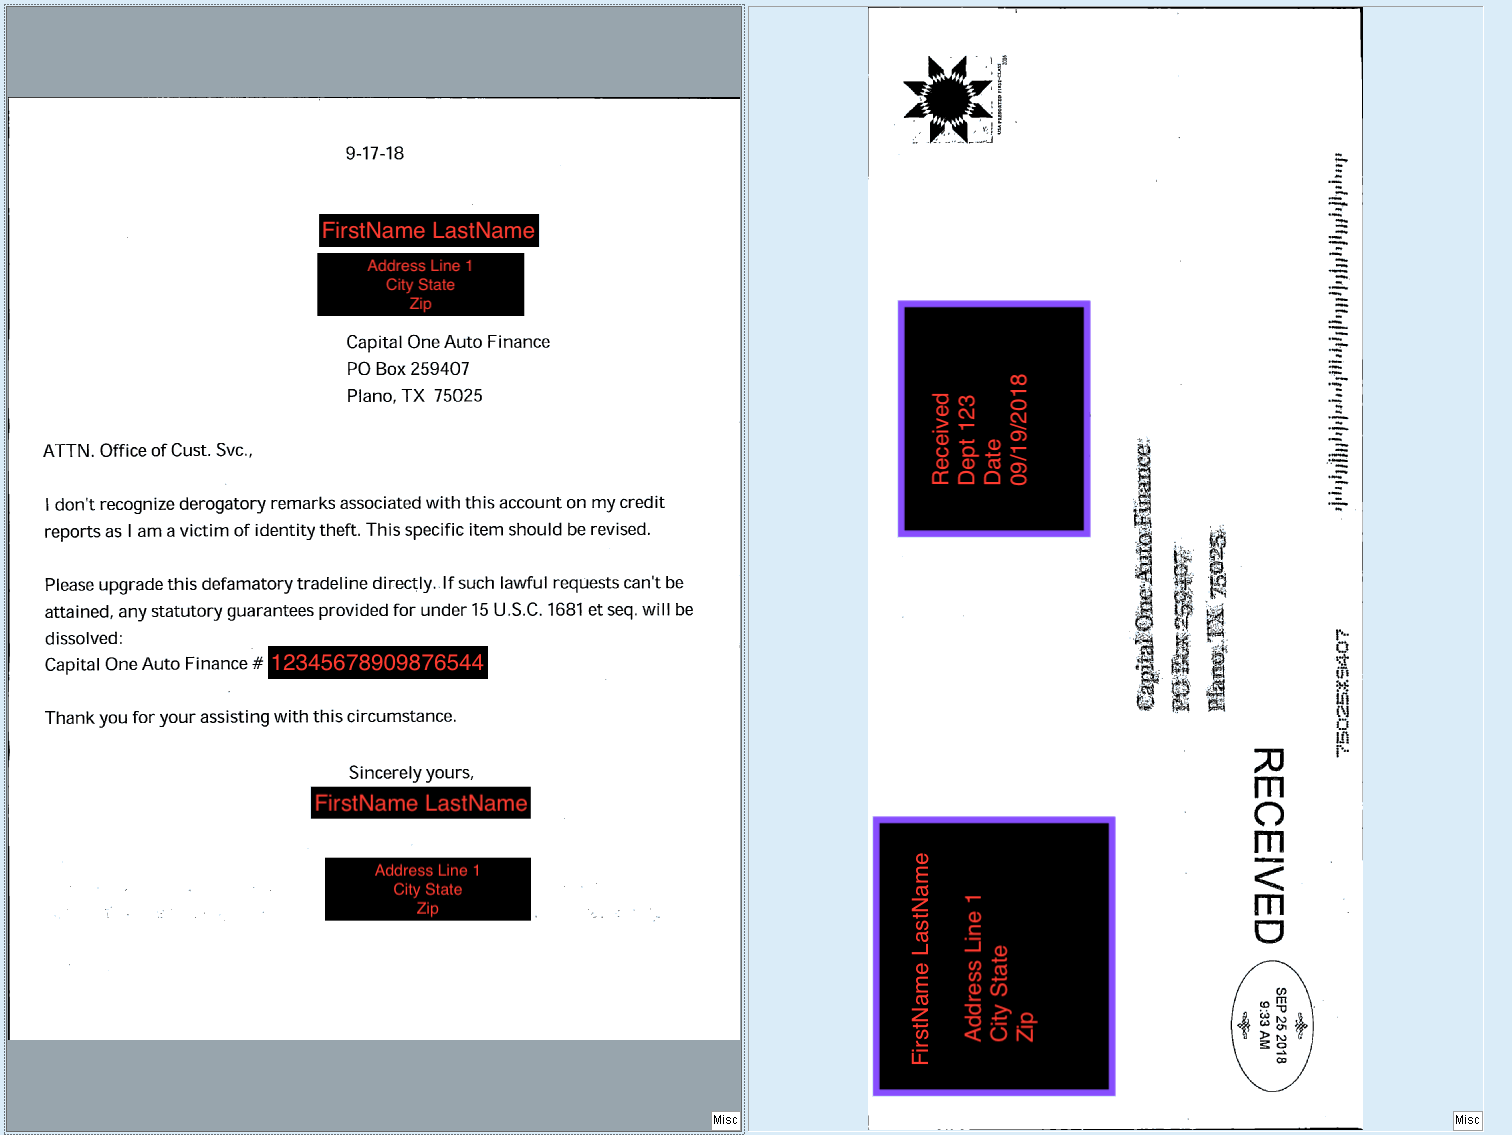 9-17-18
FirstName LastName
Address Line 1
City State
Zip
Capital One Auto Finance
PO Box 259407
Plano, TX 75025
ATTN. Office of Cust. Svc.,
I don't recognize derogatory remarks associated with this account on my credit
reports as I am a victim of identity theft. This specific item should be revised.
Please upgrade this defamatory tradeline directly. If such lawful requests can't be
attained, any statutory guarantees provided for under 15 U.S.C. 1681 et seq. will be
dissolved:
Capital One Auto Finance # 12345678909876544
Thank you for your assisting with this circumstance.
Sincerely yours,
FirstName LastName
Address Line 1
City State
Zip
Misc
USA PRESORTED FIRST-CLASS
Received
Dept 123
Date
09/19/2018
Capital One Auto Finance
PO Box 259407
Plano, TX 75025
75025X9407
FirstName LastName
Address Line 1
City State
Zip
RECEIVED
SEP 25 2018
9:33 AM
Misc